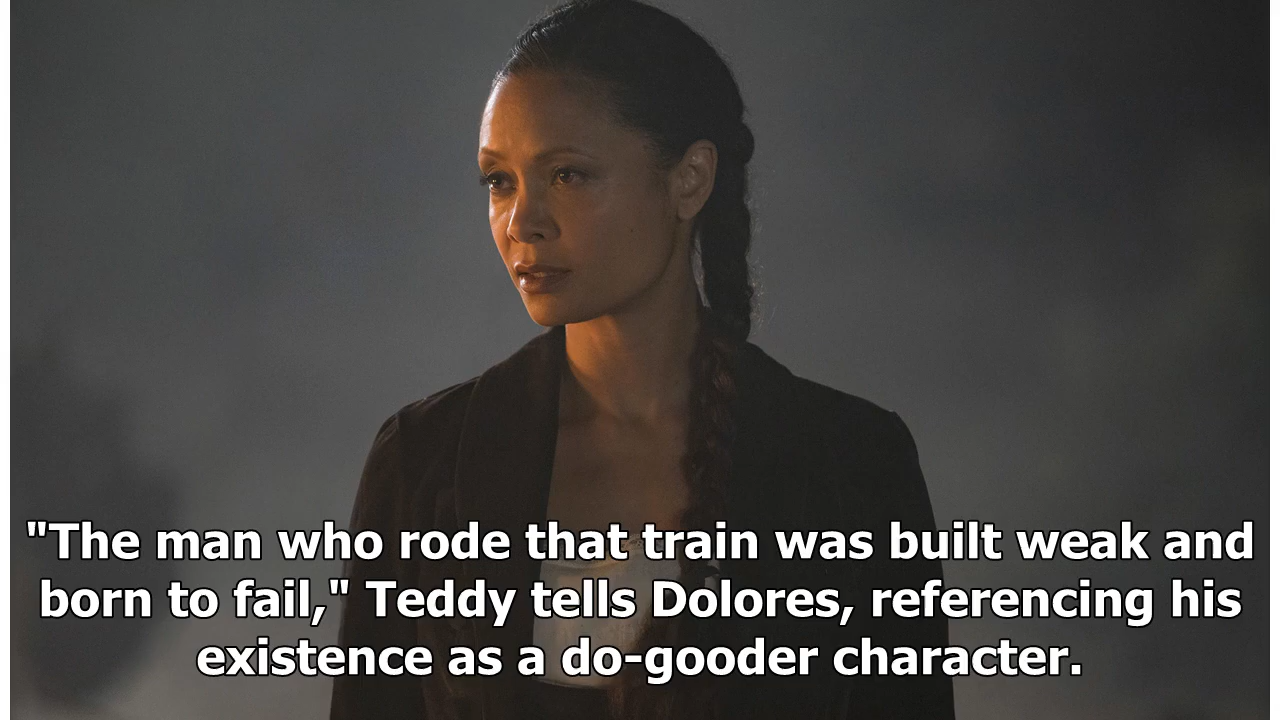 "The man who rode that train was built weak and
born to fail," Teddy tells Dolores, referencing his
existence as a do-gooder character.